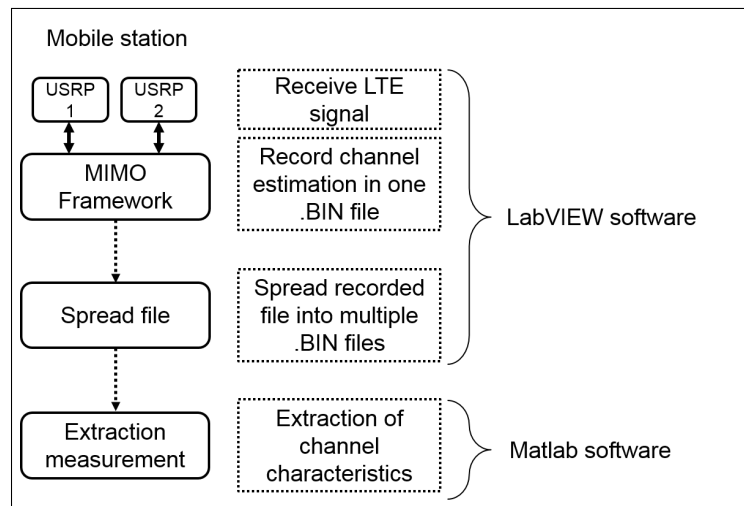 Mobile station
USRP
1
USRP
2
Receive LTE
signal
MIMO
Framework
Record channel
estimation in one
.BIN file
LabVIEW software
Spread file
Spread recorded
file into multiple
.BIN files
Extraction
measurement
Extraction of
channel
characteristics
Matlab software